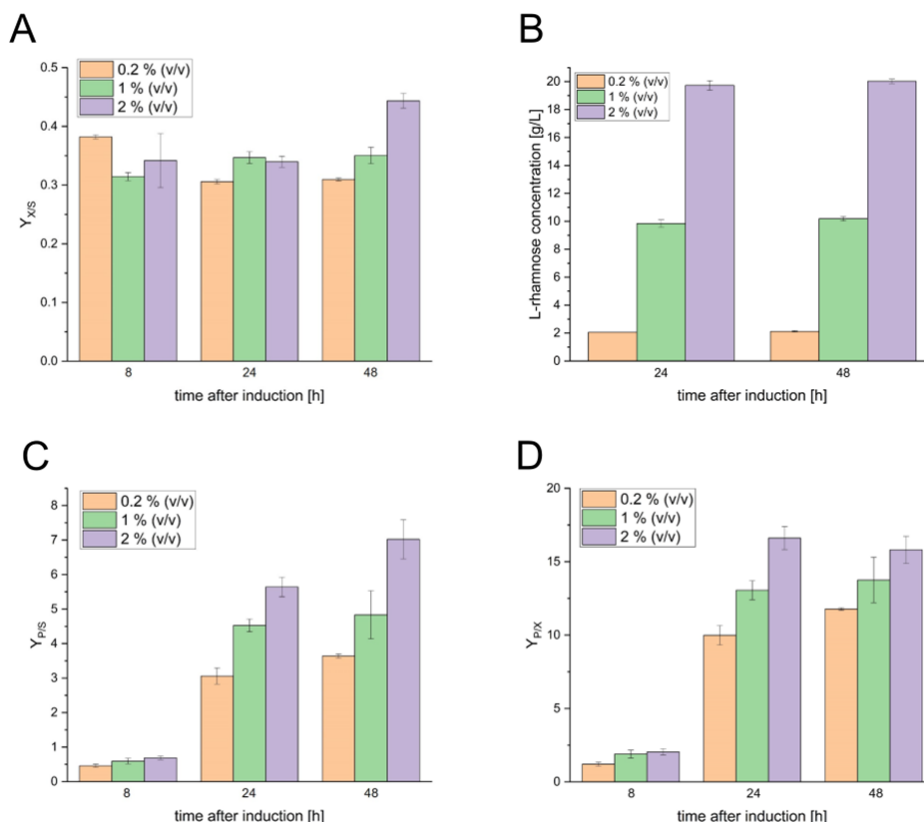 A
0.5
0.4
0.3
0.2
0.1
0.0
Y_X/S
0.2 % (v/v)
1 % (v/v)
2 % (v/v)
8
24
48
time after induction [h]
B
20
18
16
14
12
10
8
6
4
2
0
L-rhamnose concentration [g/L]
0.2 % (v/v)
1 % (v/v)
2 % (v/v)
24
48
time after induction [h]
C
8
7
6
5
4
3
2
1
0
Y_P/S
0.2 % (v/v)
1 % (v/v)
2 % (v/v)
8
24
48
time after induction [h]
D
20
15
10
5
0
Y_P/X
0.2 % (v/v)
1 % (v/v)
2 % (v/v)
8
24
48
time after induction [h]